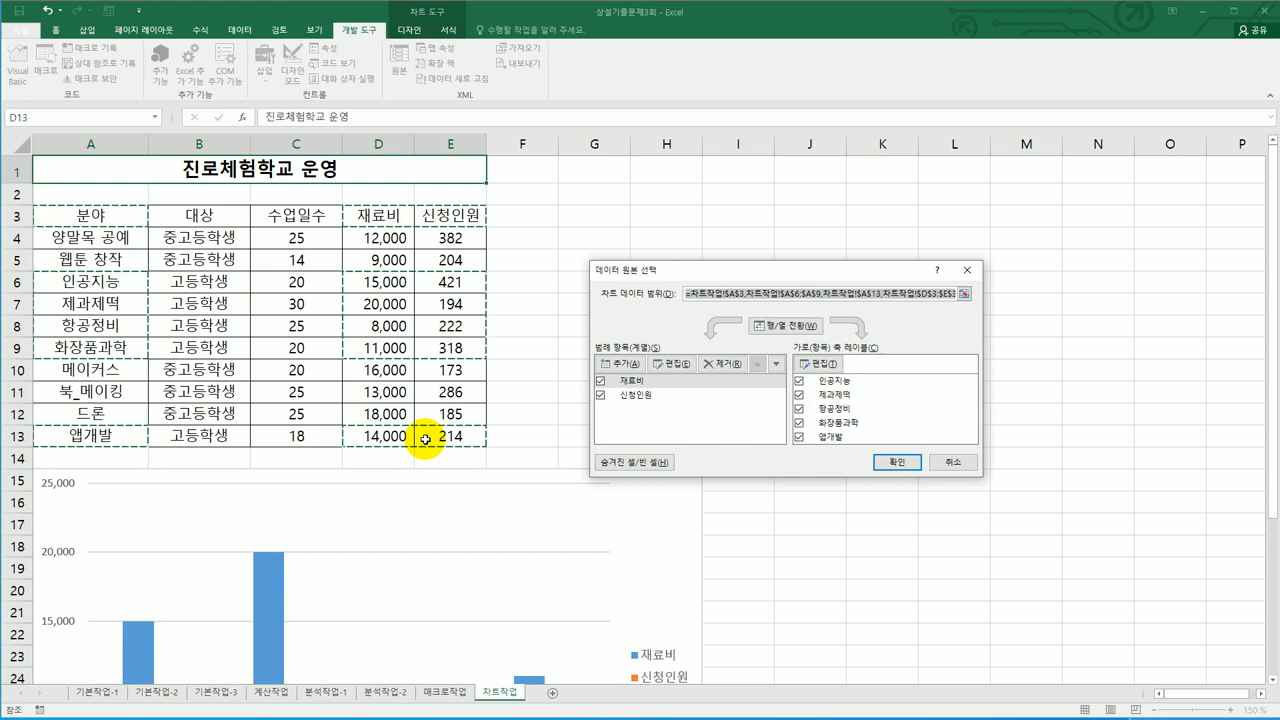 차트 도구
상설기출문제3회 - Excel
홈 삽입 페이지 레이아웃 수식 데이터 검토 보기 개발 도구 디자인 서식 수행할 작업을 알려 주세요. 공유
Visual Basic
매크로
매크로 기록
상대 참조로 기록
매크로 보안
코드
추가 기능
Excel 추가 기능
COM 추가 기능
추가 기능
삽입
디자인 모드
속성
코드 보기
대화 상자 실행
컨트롤
원본
맵 속성
확장 팩
데이터 새로 고침
가져오기
내보내기
XML
D13 fx 진로체험학교 운영
A B C D E F G H I J K L M N O P
1 진로체험학교 운영
2
3 분야 대상 수업일수 재료비 신청인원
4 양말목 공예 중고등학생 25 12,000 382
5 웹툰 창작 중고등학생 14 9,000 204
6 인공지능 고등학생 20 15,000 421
7 제과제떡 고등학생 30 20,000 194
8 항공정비 고등학생 25 8,000 222
9 화장품과학 고등학생 20 11,000 318
10 메이커스 중고등학생 20 16,000 173
11 북_메이킹 중고등학생 25 13,000 286
12 드론 중고등학생 25 18,000 185
13 앱개발 고등학생 18 14,000 214
14
15
16
17
18
19
20
21
22
23
24
25,000
20,000
15,000
재료비
신청인원
데이터 원본 선택 ?
차트 데이터 범위(D): =차트작업!$A$3,차트작업!$A$6:$A$9,차트작업!$A$13,차트작업!$D$3:$E$3
행/열 전환(W)
범례 항목(계열)(S)
추가(A) 편집(E) 제거(R)
재료비
신청인원
가로(항목) 축 레이블(C)
편집(T)
인공지능
제과제떡
항공정비
화장품과학
앱개발
숨겨진 셀/빈 셀(H) 확인 취소
기본작업-1 기본작업-2 기본작업-3 계산작업 분석작업-1 분석작업-2 매크로작업 차트작업
참조 150 %